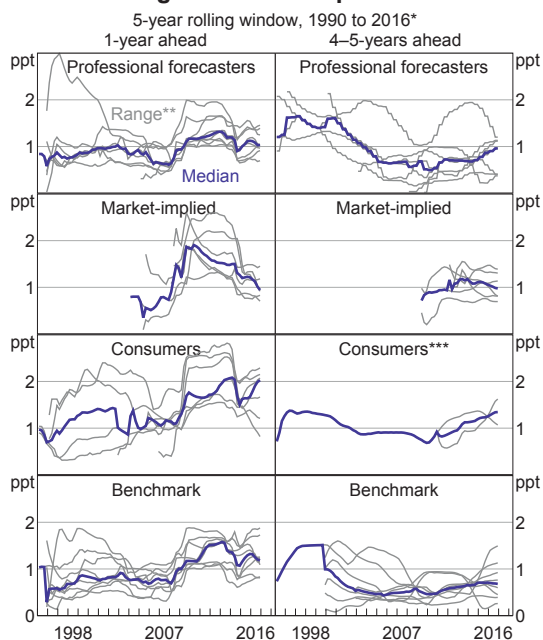 5-year rolling window, 1990 to 2016*
1-year ahead
4–5-years ahead
ppt
ppt
Professional forecasters
Professional forecasters
2
2
Range**
1
1
Median
ppt
ppt
Market-implied
Market-implied
2
2
1
1
ppt
ppt
Consumers
Consumers***
2
2
1
1
ppt
ppt
Benchmark
Benchmark
2
2
1
1
0
0
1998
2007
2016
1998
2007
2016